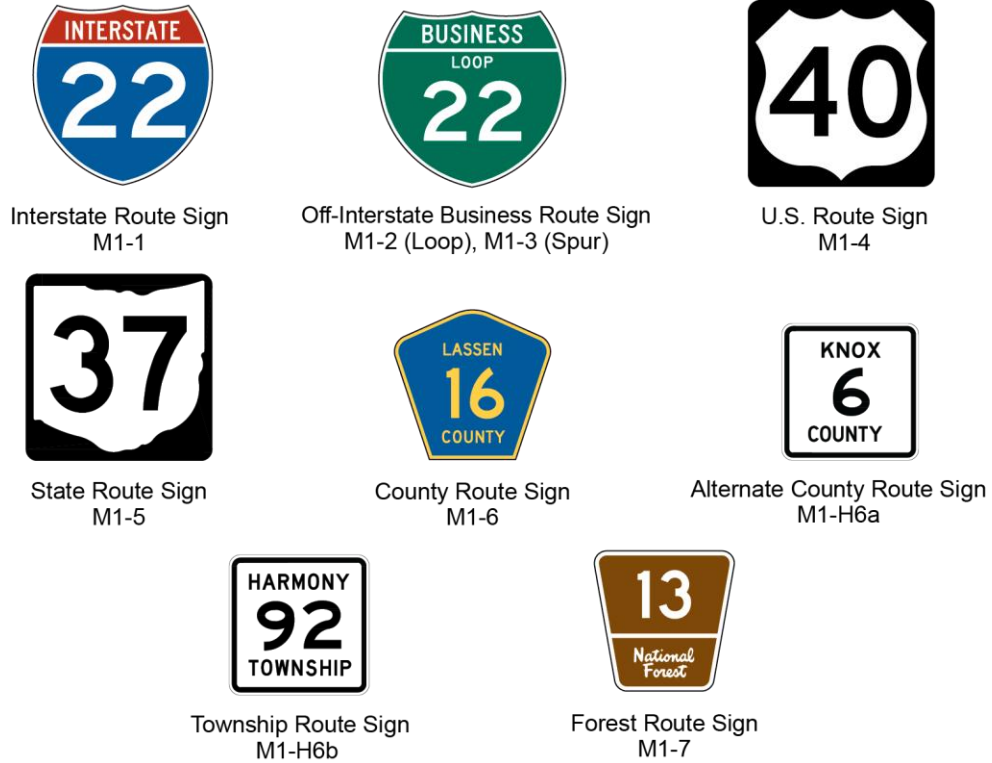 INTERSTATE
22
Interstate Route Sign
M1-1
BUSINESS
LOOP
22
Off-Interstate Business Route Sign
M1-2 (Loop), M1-3 (Spur)
40
U.S. Route Sign
M1-4
37
State Route Sign
M1-5
LASSEN
16
COUNTY
County Route Sign
M1-6
KNOX
6
COUNTY
Alternate County Route Sign
M1-H6a
HARMONY
92
TOWNSHIP
Township Route Sign
M1-H6b
13
National
Forest
Forest Route Sign
M1-7